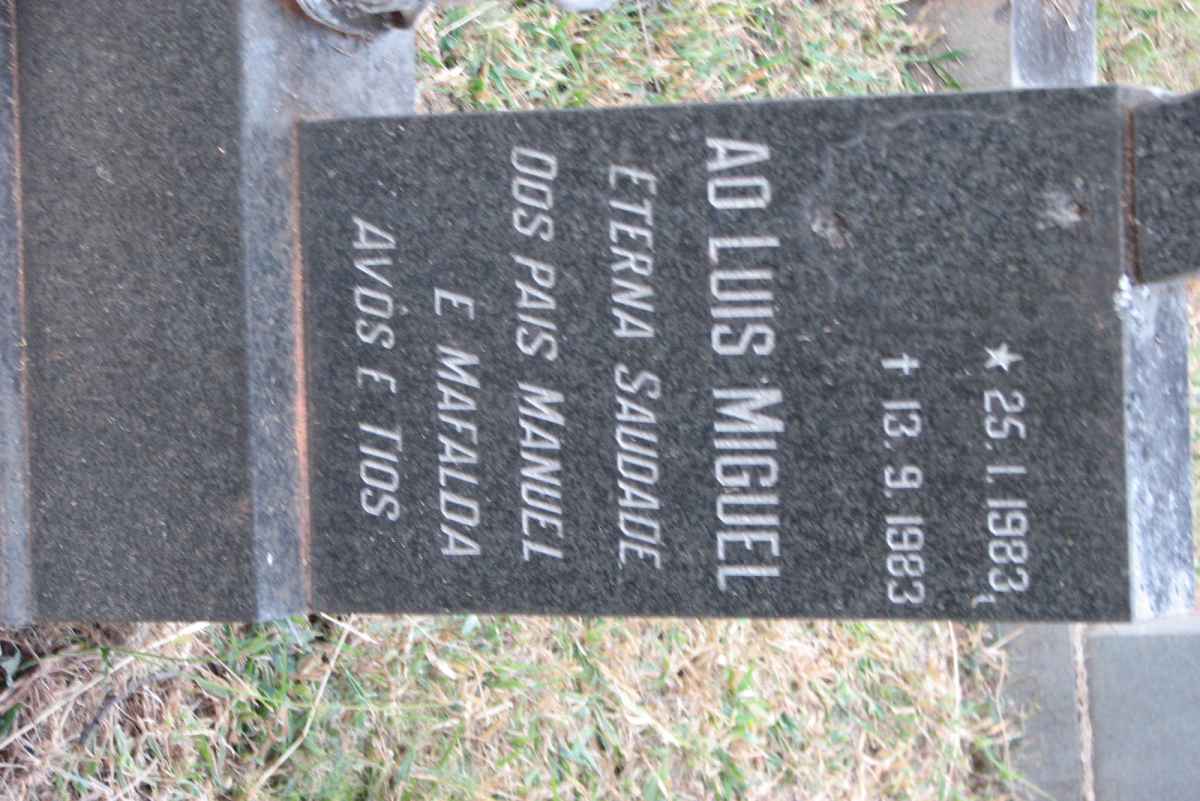 ★ 25. 1. 1983
✝ 13. 9. 1983
AO LUIS MIGUEL
ETERNA SAUDADE
DOS PAIS MANUEL
E MAFALDA
AVÓS E TIOS